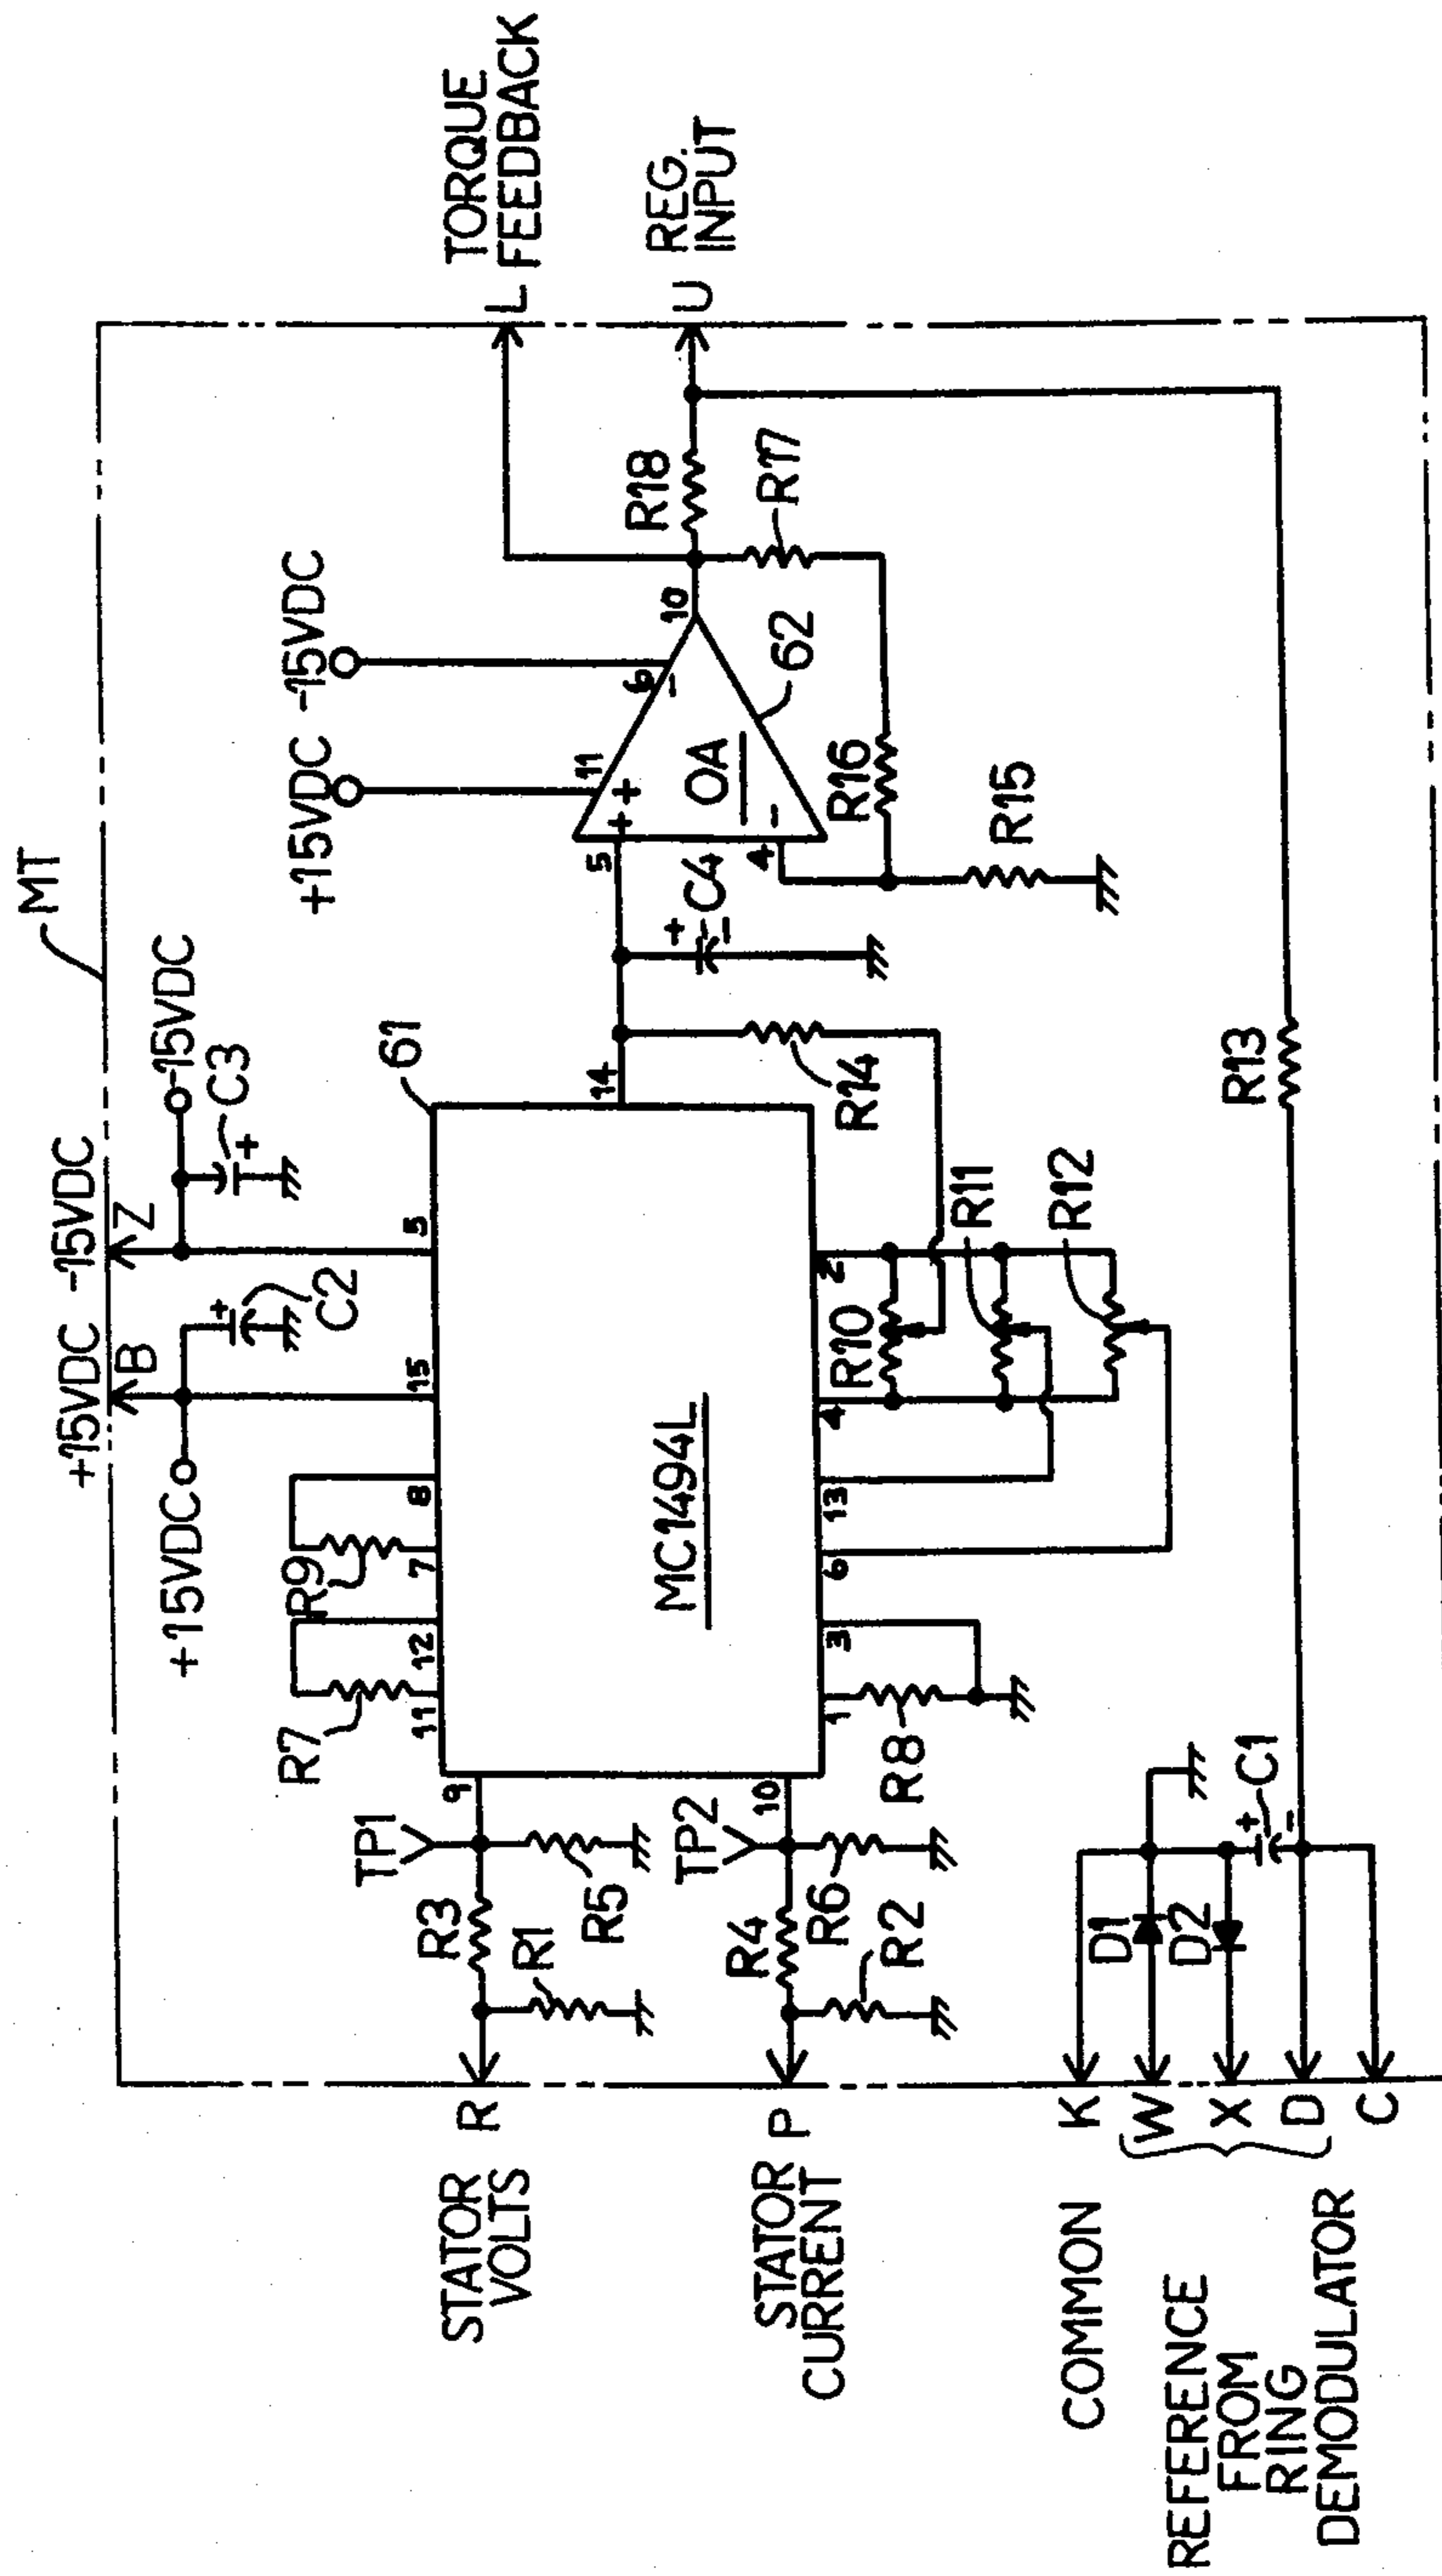 MT
+15VDC
-15VDC
B
Z
+15VDC
C2
-15VDC
C3
+
+
R7
R9
11
12
7
8
15
5
61
+15VDC
-15VDC
STATOR
VOLTS
R
R3
TP1
9
R1
R5
MC1494L
14
R14
C4
+
-
5
4
+
+
-
-
11
6
10
OA
62
R18
R17
R16
R15
L
TORQUE
FEEDBACK
U
REG.
INPUT
STATOR
CURRENT
P
R4
TP2
10
R2
R6
1
3
6
13
4
2
R8
R10
R11
R12
COMMON
K
REFERENCE
FROM
RING
DEMODULATOR
W
X
D
C
D1
D2
C1
+
-
R13